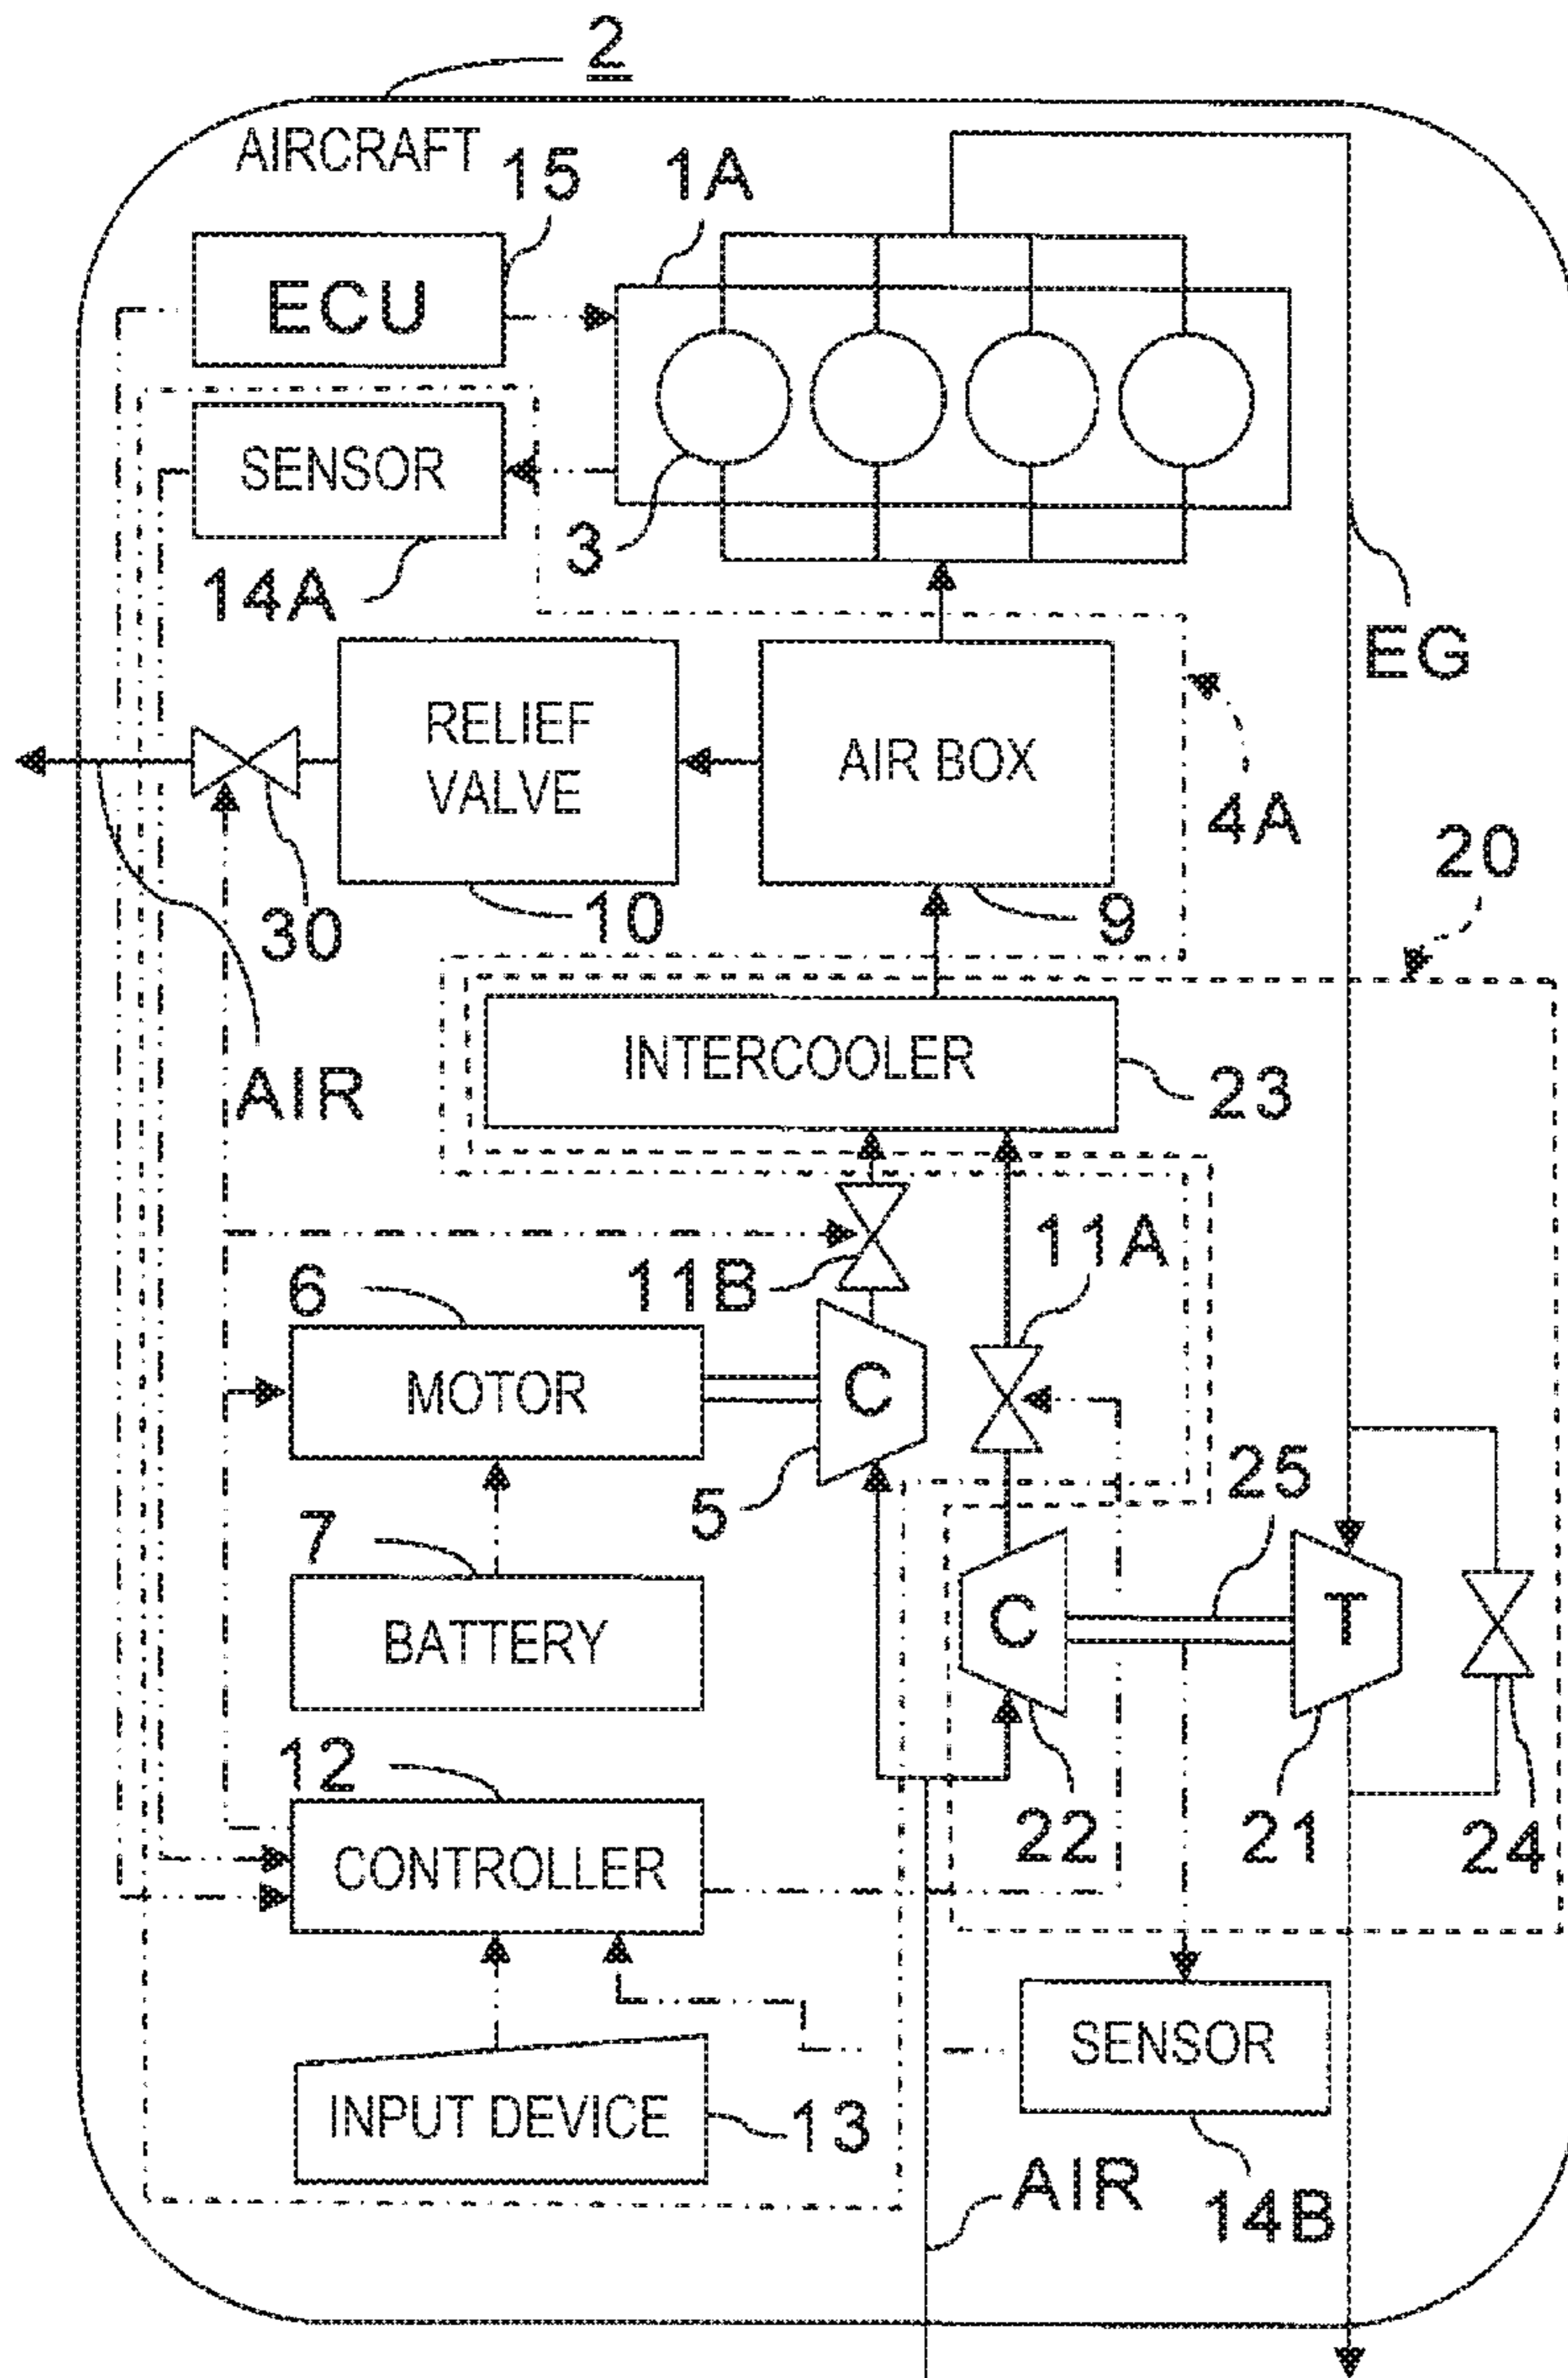 2
AIRCRAFT
15
1A
ECU
SENSOR
3
14A
EG
RELIEF
VALVE
AIR BOX
4A
20
30
10
9
INTERCOOLER
23
AIR
11A
11B
6
MOTOR
C
5
25
7
BATTERY
C
T
12
22
21
24
CONTROLLER
SENSOR
INPUT DEVICE
13
AIR
14B